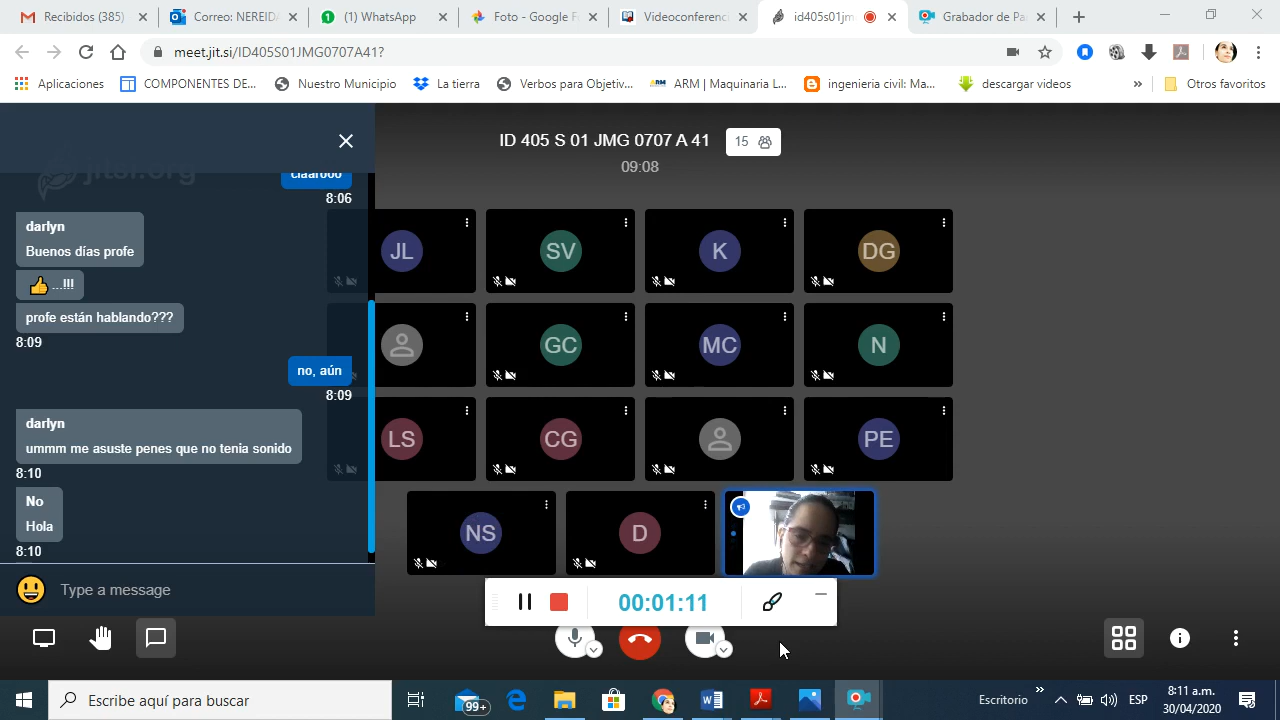 Recibidos (385)
Correo: NEREID
(1) WhatsApp
Foto - Google F
Videoconferenc
id405s01jm
Grabador de Pa
meet.jit.si/ID405S01JMG0707A41?
Aplicaciones
COMPONENTES DE...
Nuestro Municipio
La tierra
Verbos para Objetiv...
ARM | Maquinaria L...
ingenieria civil: Ma...
descargar videos
»
Otros favoritos
jitsi.org
ID 405 S 01 JMG 0707 A 41
15
09:08
claarooo
8:06
darlyn
Buenos días profe
👍 ...!!!
profe están hablando???
8:09
no, aún
8:09
darlyn
ummm me asuste penes que no tenia sonido
8:10
No
Hola
8:10
Type a message
JL
SV
K
DG
GC
MC
N
LS
CG
PE
NS
D
00:01:11
Escribe aquí para buscar
99+
Escritorio
»
ESP
8:11 a.m.
30/04/2020